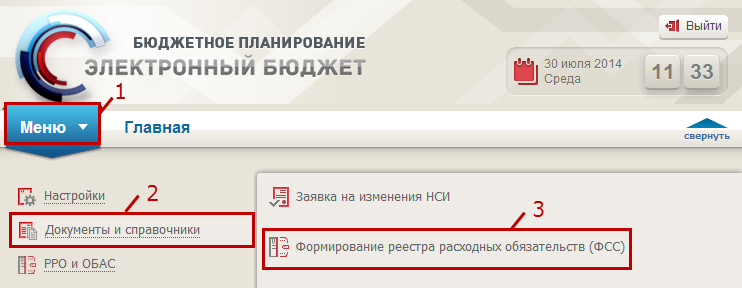 БЮДЖЕТНОЕ ПЛАНИРОВАНИЕ
ЭЛЕКТРОННЫЙ БЮДЖЕТ
Выйти
30 июля 2014
Среда
11 33
1
Меню
Главная
свернуть
Настройки
2
Документы и справочники
РРО и ОБАС
Заявка на изменения НСИ
3
Формирование реестра расходных обязательств (ФСС)